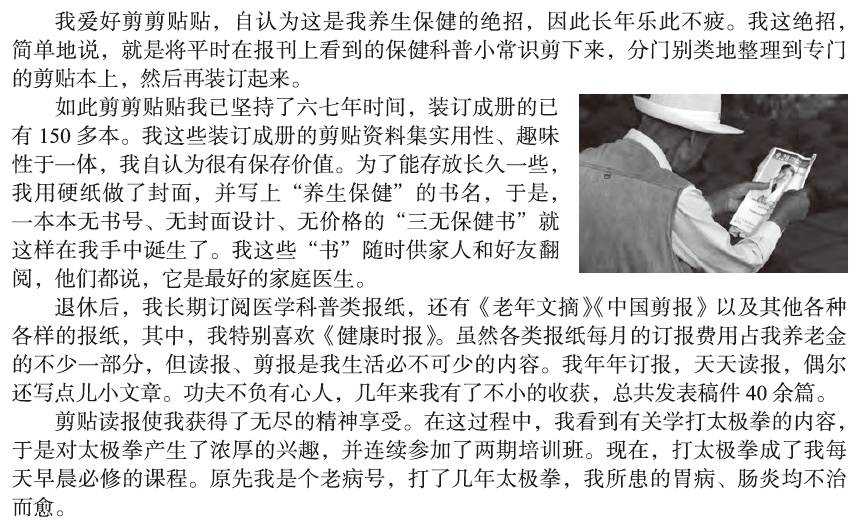 我爱好剪剪贴贴，自认为这是我养生保健的绝招，因此长年乐此不疲。我这绝招，
简单地说，就是将平时在报刊上看到的保健科普小常识剪下来，分门别类地整理到专门
的剪贴本上，然后再装订起来。
如此剪剪贴贴我已坚持了六七年时间，装订成册的已
有 150 多本。我这些装订成册的剪贴资料集实用性、趣味
性于一体，我自认为很有保存价值。为了能存放长久一些，
我用硬纸做了封面，并写上“养生保健”的书名，于是，
一本本无书号、无封面设计、无价格的“三无保健书”就
这样在我手中诞生了。我这些“书”随时供家人和好友翻
阅，他们都说，它是最好的家庭医生。
退休后，我长期订阅医学科普类报纸，还有《老年文摘》《中国剪报》以及其他各种
各样的报纸，其中，我特别喜欢《健康时报》。虽然各类报纸每月的订报费用占我养老金
的不少一部分，但读报、剪报是我生活必不可少的内容。我年年订报，天天读报，偶尔
还写点儿小文章。功夫不负有心人，几年来我有了不小的收获，总共发表稿件 40 余篇。
剪贴读报使我获得了无尽的精神享受。在这过程中，我看到有关学打太极拳的内容，
于是对太极拳产生了浓厚的兴趣，并连续参加了两期培训班。现在，打太极拳成了我每
天早晨必修的课程。原先我是个老病号，打了几年太极拳，我所患的胃病、肠炎均不治
而愈。